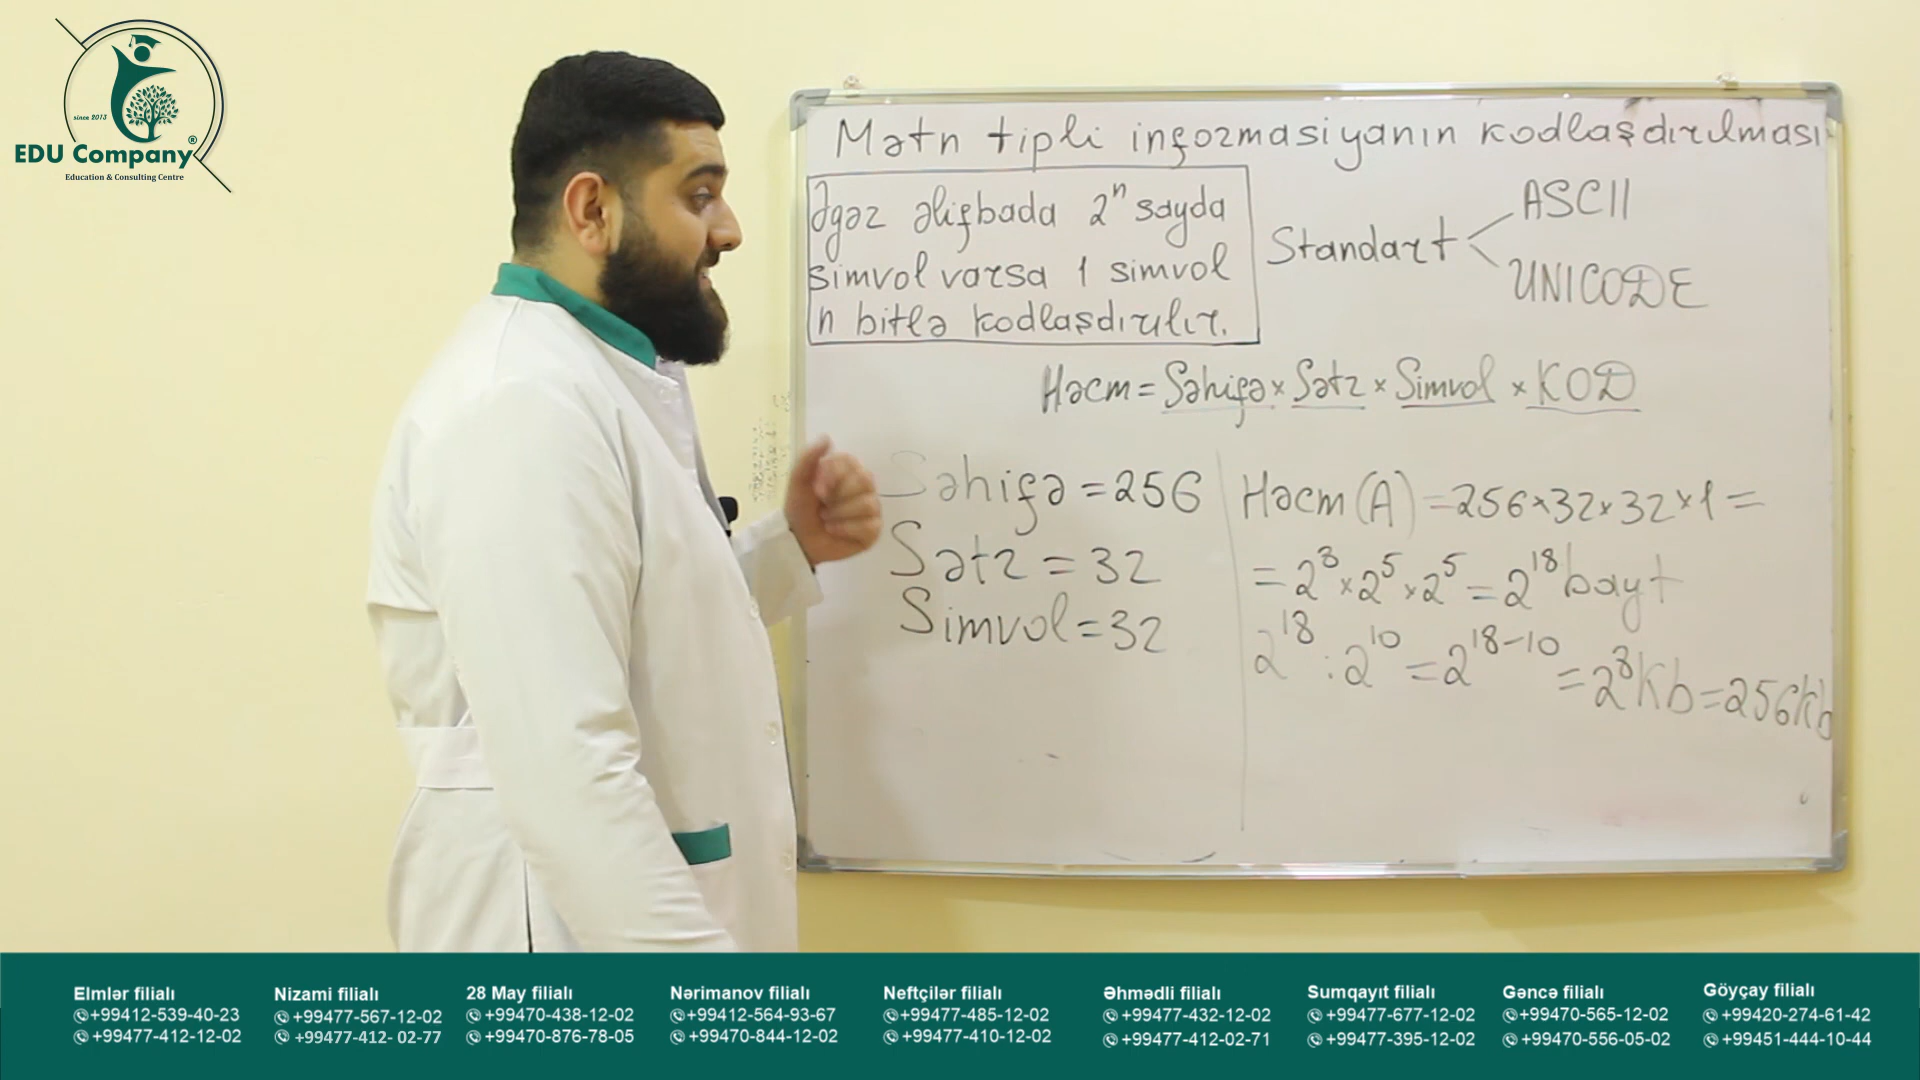 since 2013
EDU Company®
Education & Consulting Centre
Mətn tipli informasiyanın kodlaşdırılması
Əgər əlifbada 2ⁿ sayda
simvol varsa 1 simvol
n bitlə kodlaşdırılır.
Standart
ASCII
UNICODE
Həcm = Səhifə × Sətr × Simvol × KOD
Səhifə = 256
Sətr = 32
Simvol = 32
Həcm (A) = 256 × 32 × 32 × 1 =
= 2⁸ × 2⁵ × 2⁵ = 2¹⁸ bayt
2¹⁸ : 2¹⁰ = 2¹⁸⁻¹⁰ = 2⁸ Kb = 256 Kb
Elmlər filialı
+99412-539-40-23
+99477-412-12-02
Nizami filialı
+99477-567-12-02
+99477-412- 02-77
28 May filialı
+99470-438-12-02
+99470-876-78-05
Nərimanov filialı
+99412-564-93-67
+99470-844-12-02
Neftçilər filialı
+99477-485-12-02
+99477-410-12-02
Əhmədli filialı
+99477-432-12-02
+99477-412-02-71
Sumqayıt filialı
+99477-677-12-02
+99477-395-12-02
Gəncə filialı
+99470-565-12-02
+99470-556-05-02
Göyçay filialı
+99420-274-61-42
+99451-444-10-44